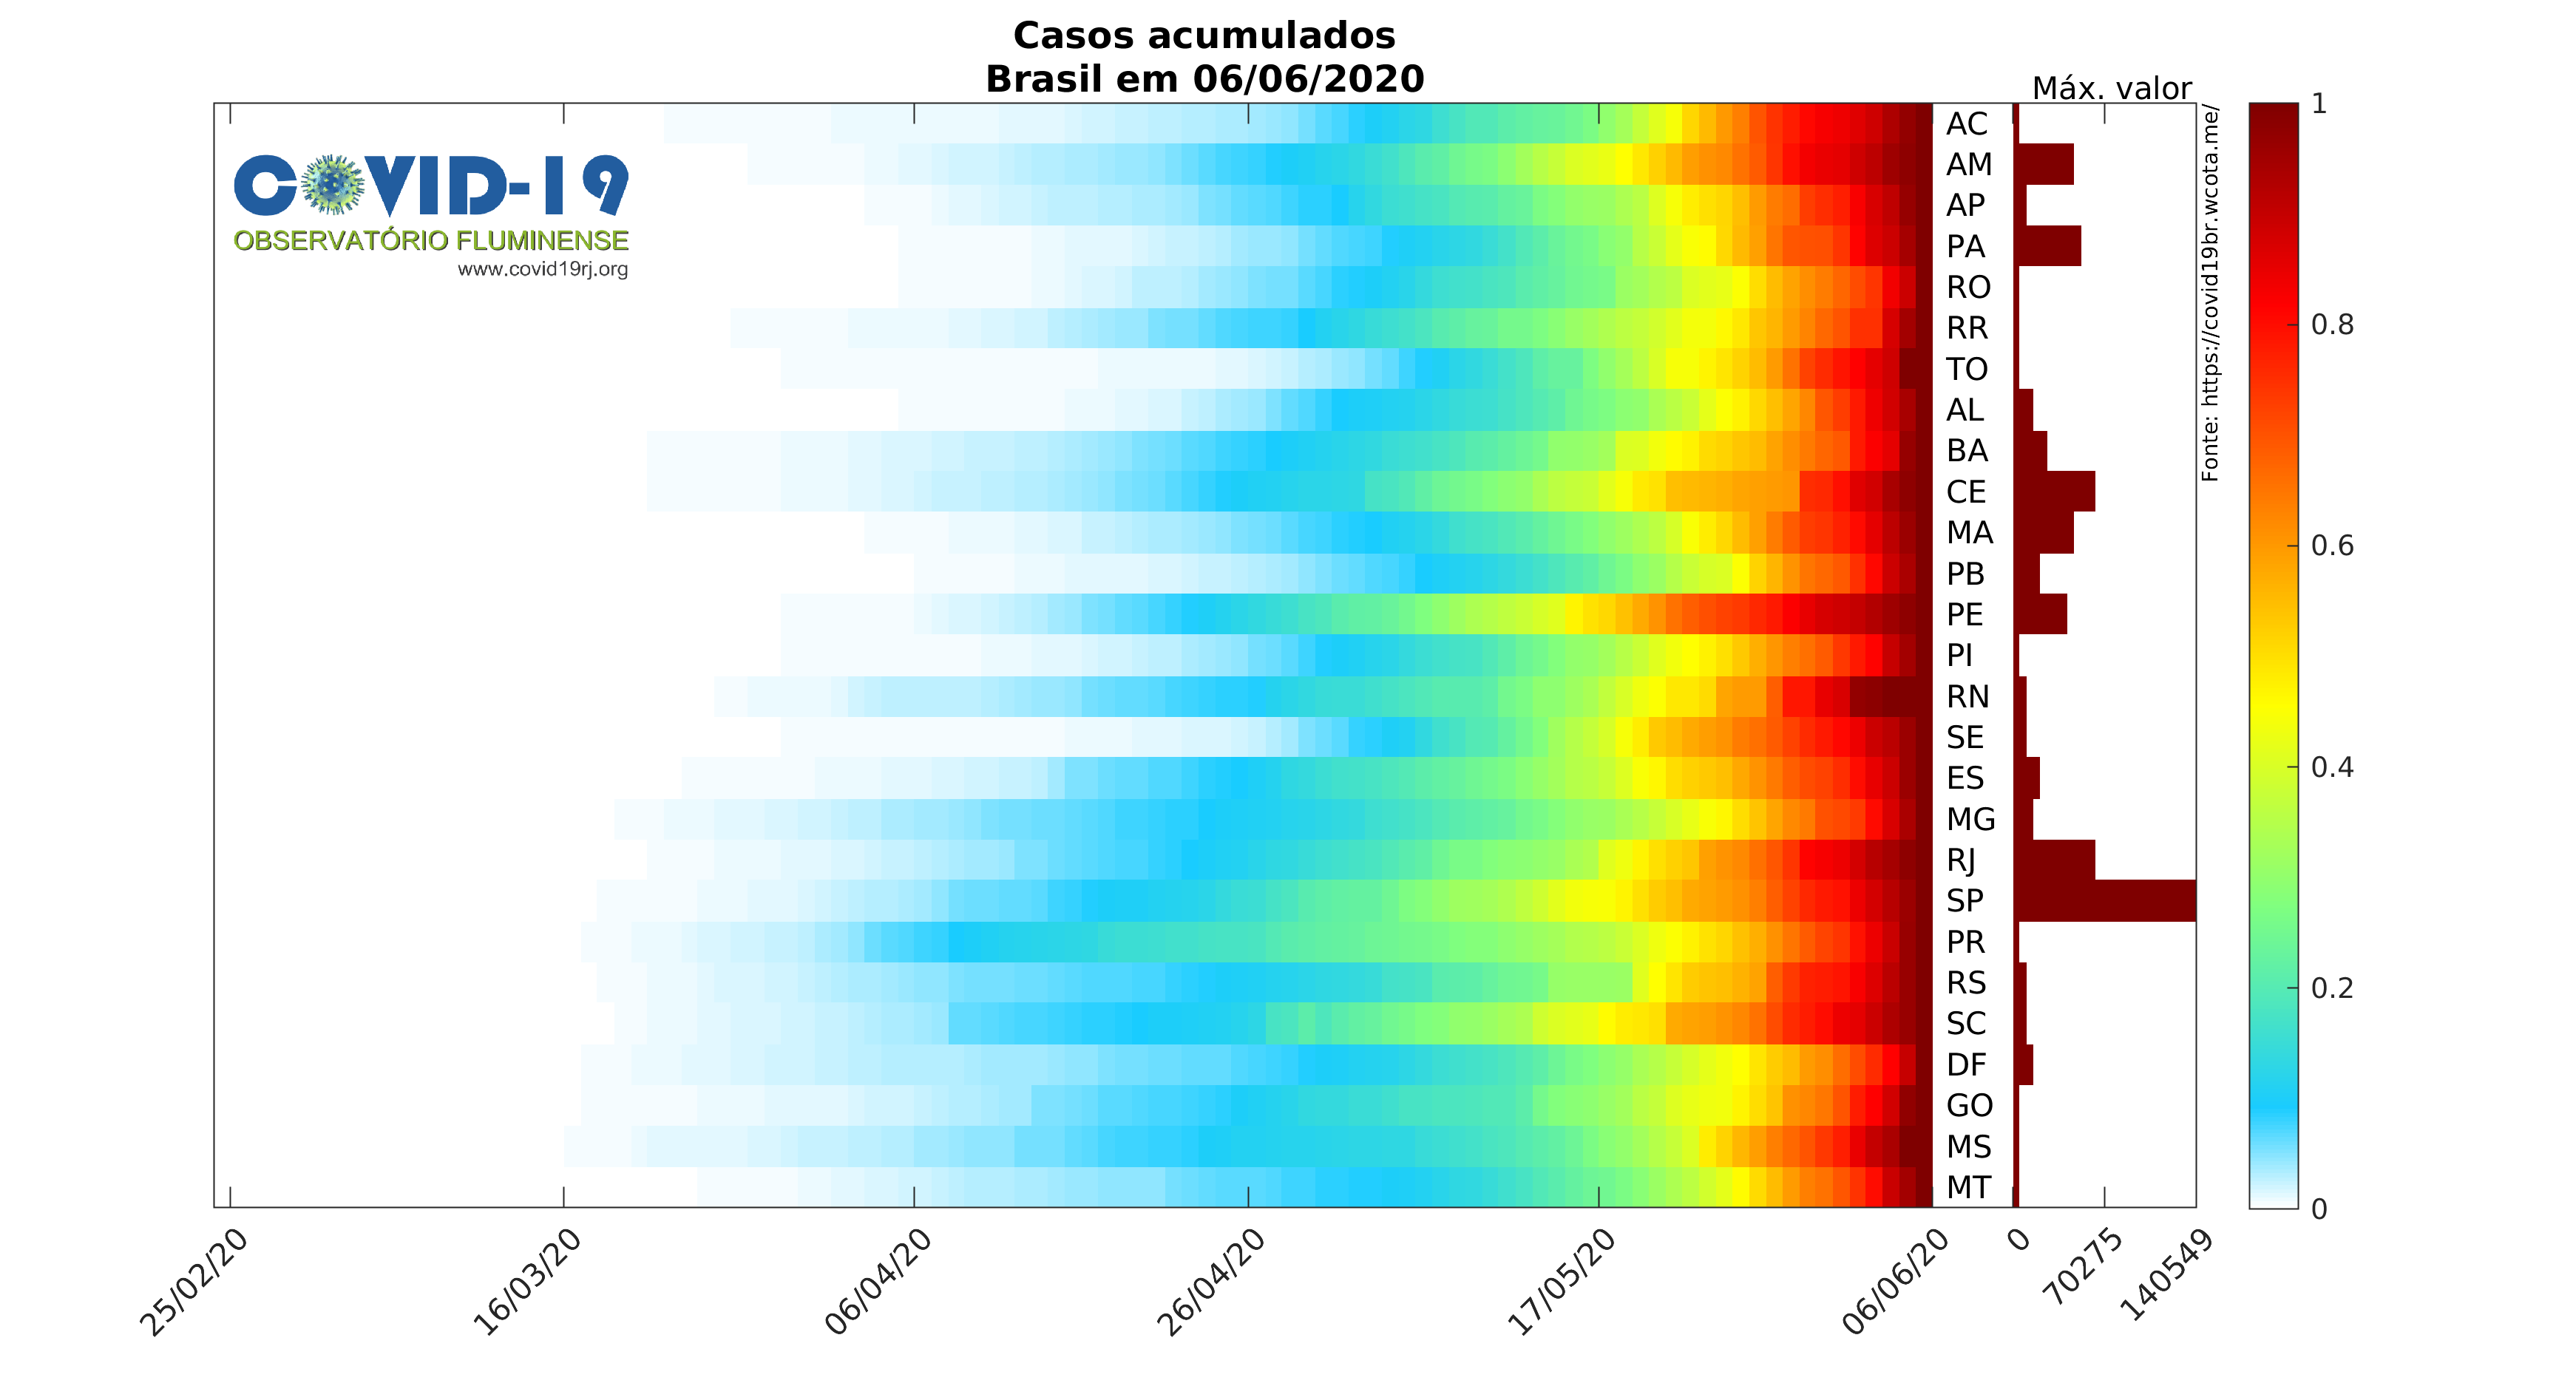 Casos acumulados
Brasil em 06/06/2020
Máx. valor
COVID-19
OBSERVATÓRIO FLUMINENSE
www.covid19rj.org
AC
AM
AP
PA
RO
RR
TO
AL
BA
CE
MA
PB
PE
PI
RN
SE
ES
MG
RJ
SP
PR
RS
SC
DF
GO
MS
MT
Fonte: https://covid19br.wcota.me/
1
0.8
0.6
0.4
0.2
0
25/02/20
16/03/20
06/04/20
26/04/20
17/05/20
06/06/20
0
70275
140549